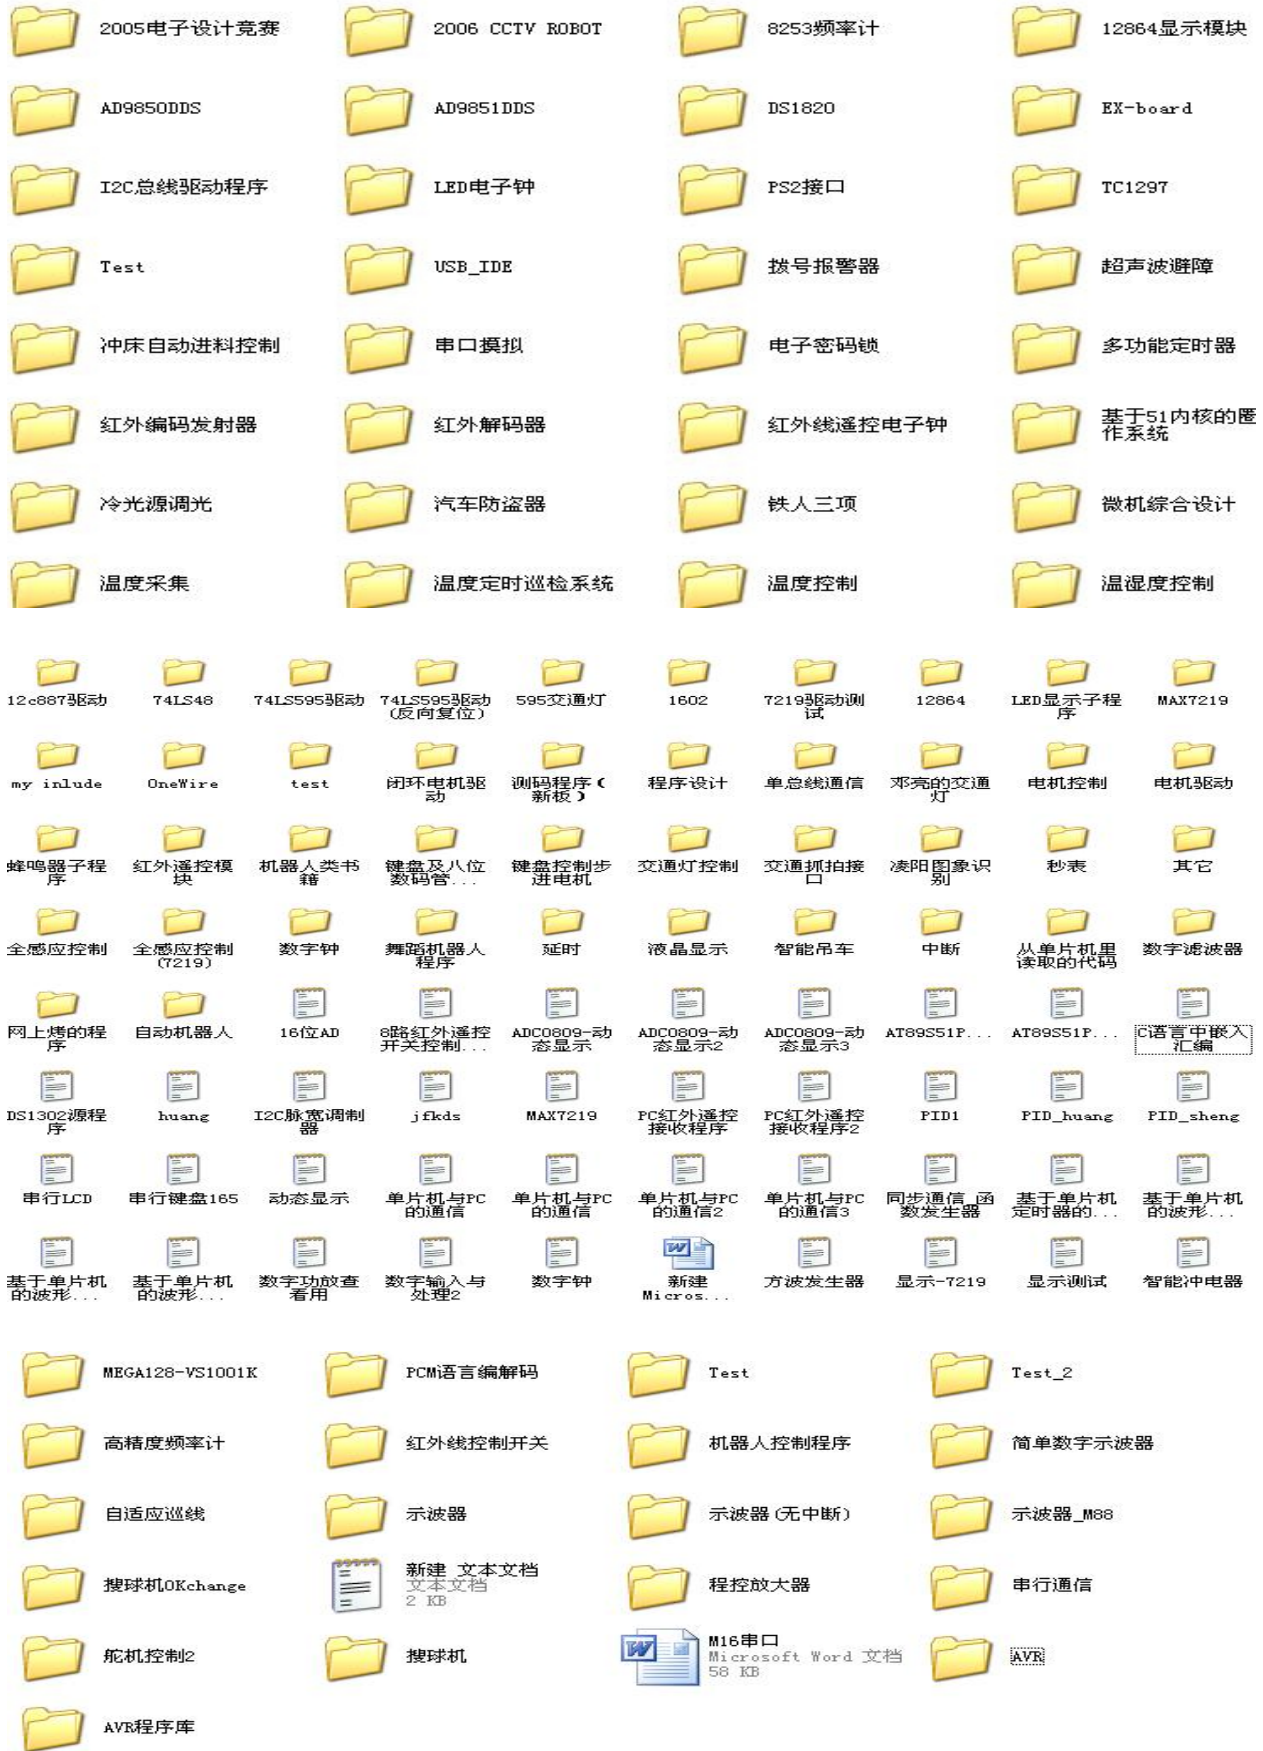 2005电子设计竞赛
2006 CCTV ROBOT
8253频率计
12864显示模块
AD9850DDS
AD9851DDS
DS1820
EX-board
I2C总线驱动程序
LED电子钟
PS2接口
TC1297
Test
USB_IDE
拨号报警器
超声波避障
冲床自动进料控制
串口摸拟
电子密码锁
多功能定时器
红外编码发射器
红外解码器
红外线遥控电子钟
基于51内核的匽
作系统
冷光源调光
汽车防盗器
铁人三项
微机综合设计
温度采集
温度定时巡检系统
温度控制
温湿度控制
12c887驱动
74LS48
74LS595驱动
74LS595驱动
(反向复位)
595交通灯
1602
7219驱动测
试
12864
LED显示子程
序
MAX7219
my inlude
OneWire
test
闭环电机驱
动
测码程序(
新板)
程序设计
单总线通信
邓亮的交通
灯
电机控制
电机驱动
蜂鸣器子程
序
红外遥控模
块
机器人类书
籍
键盘及八位
数码管...
键盘控制步
进电机
交通灯控制
交通抓拍接
口
凌阳图象识
别
秒表
其它
全感应控制
全感应控制
(7219)
数字钟
舞蹈机器人
程序
延时
液晶显示
智能吊车
中断
从单片机里
读取的代码
数字滤波器
网上烤的程
序
自动机器人
16位AD
8路红外遥控
开关控制...
ADC0809-动
态显示
ADC0809-动
态显示2
ADC0809-动
态显示3
AT89S51P...
AT89S51P...
C语言中嵌入
汇编
DS1302源程
序
huang
I2C脉宽调制
器
jfkds
MAX7219
PC红外遥控
接收程序
PC红外遥控
接收程序2
PID1
PID_huang
PID_sheng
串行LCD
串行键盘165
动态显示
单片机与PC
的通信
单片机与PC
的通信
单片机与PC
的通信2
单片机与PC
的通信3
同步通信_函
数发生器
基于单片机
定时器的...
基于单片机
的波形...
基于单片机
的波形...
基于单片机
的波形...
数字功放查
看用
数字输入与
处理2
数字钟
新建
Micros...
方波发生器
显示-7219
显示测试
智能冲电器
MEGA128-VS1001K
PCM语言编解码
Test
Test_2
高精度频率计
红外线控制开关
机器人控制程序
简单数字示波器
自适应巡线
示波器
示波器(无中断)
示波器_M88
搜球机OKchange
新建 文本文档
文本文档
2 KB
程控放大器
串行通信
舵机控制2
搜球机
M16串口
Microsoft Word 文档
58 KB
AVR
AVR程序库